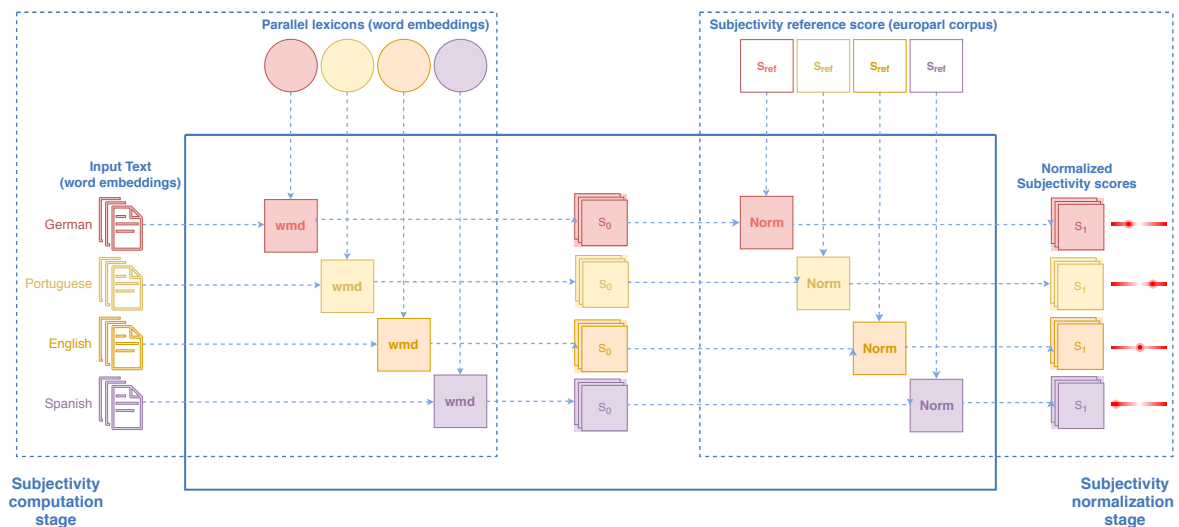 Parallel lexicons (word embeddings)
Subjectivity reference score (europarl corpus)
Sref
Sref
Sref
Sref
Input Text
(word embeddings)
Normalized
Subjectivity scores
German
wmd
S0
Norm
S1
Portuguese
wmd
S0
Norm
S1
English
wmd
S0
Norm
S1
Spanish
wmd
S0
Norm
S1
Subjectivity
computation
stage
Subjectivity
normalization
stage